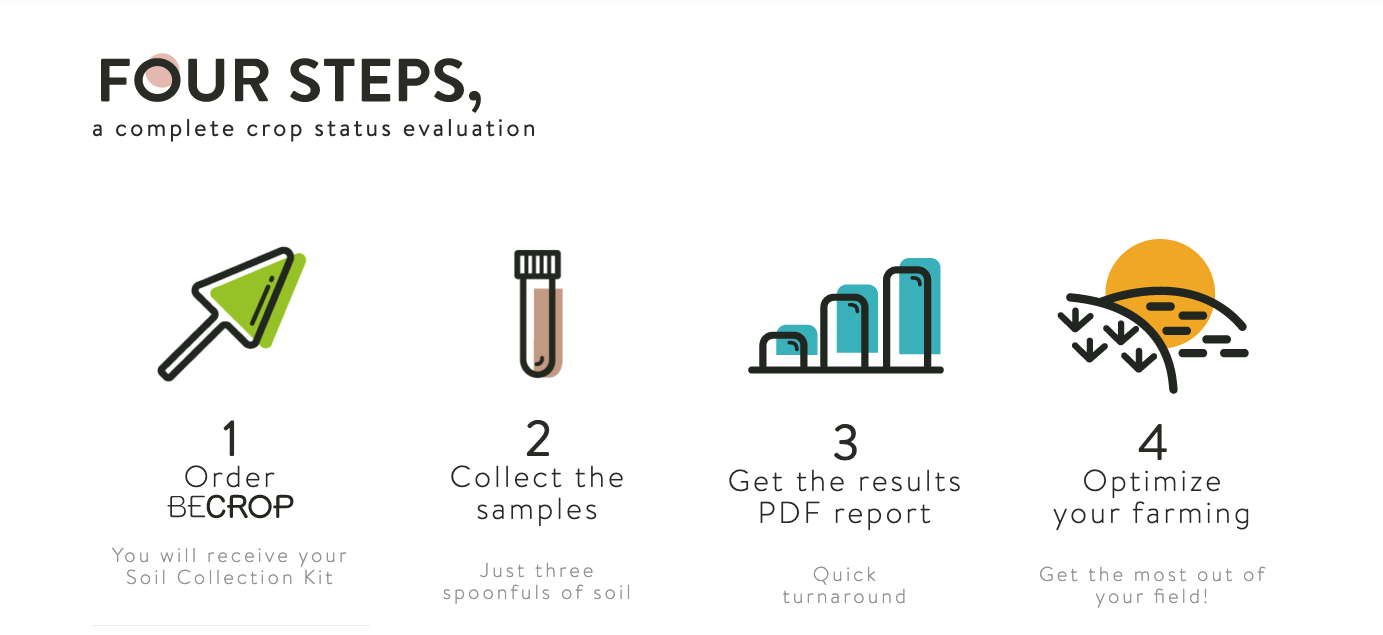 FOUR STEPS,
a complete crop status evaluation
1
Order
BECROP
You will receive your
Soil Collection Kit
2
Collect the
samples
Just three
spoonfuls of soil
3
Get the results
PDF report
Quick
turnaround
4
Optimize
your farming
Get the most out of
your field!